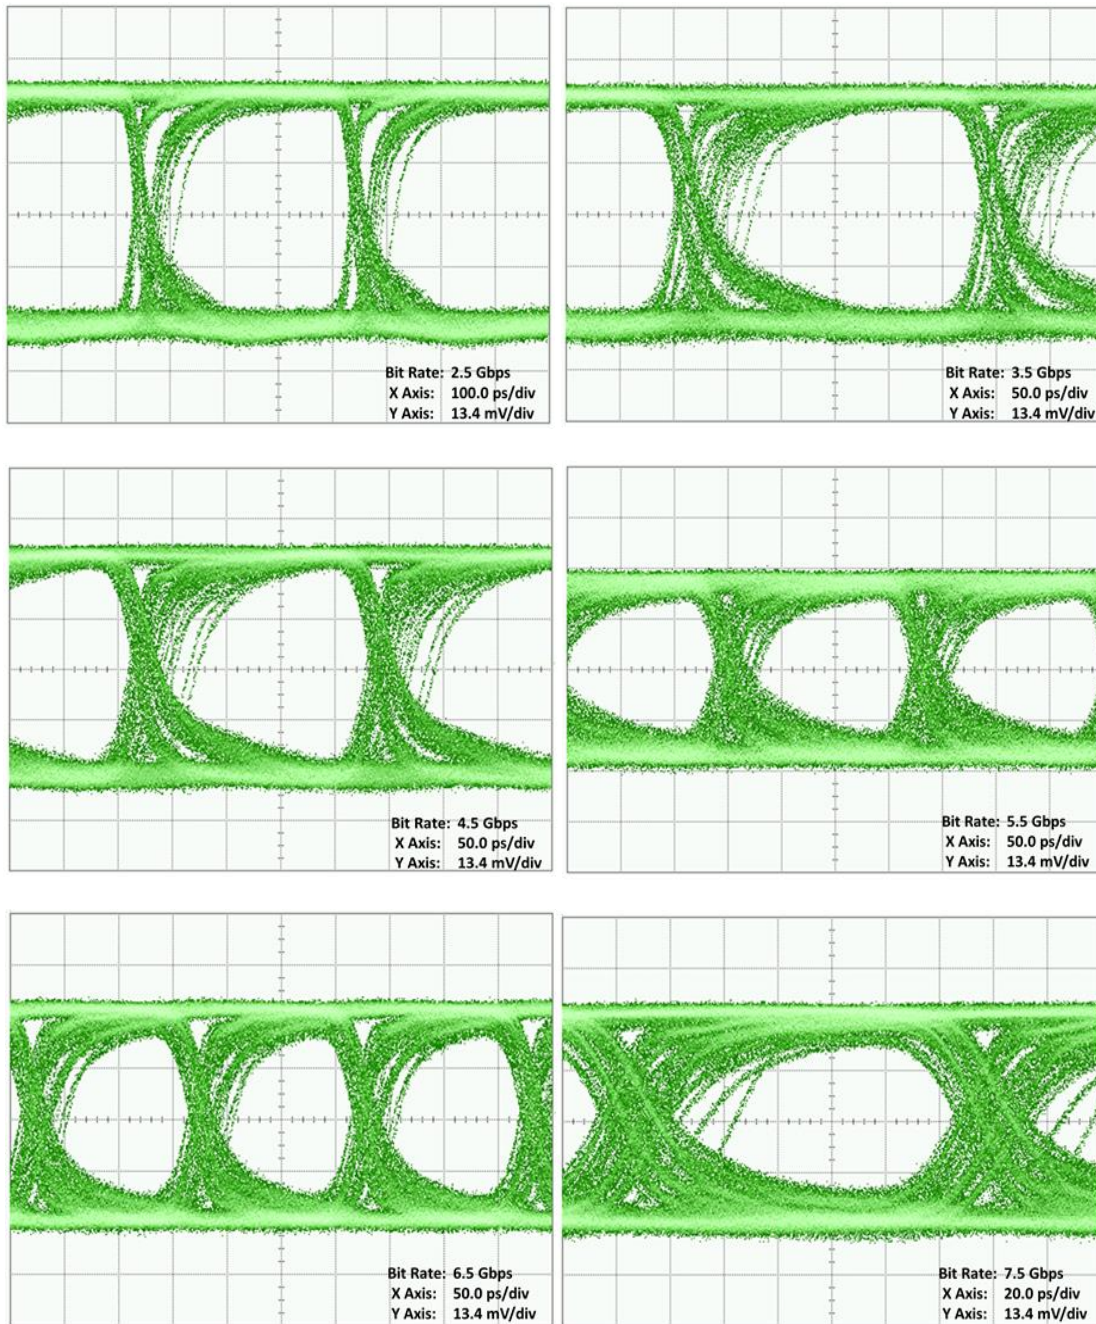 Bit Rate: 2.5 Gbps
X Axis: 100.0 ps/div
Y Axis: 13.4 mV/div
Bit Rate: 3.5 Gbps
X Axis: 50.0 ps/div
Y Axis: 13.4 mV/div
Bit Rate: 4.5 Gbps
X Axis: 50.0 ps/div
Y Axis: 13.4 mV/div
Bit Rate: 5.5 Gbps
X Axis: 50.0 ps/div
Y Axis: 13.4 mV/div
Bit Rate: 6.5 Gbps
X Axis: 50.0 ps/div
Y Axis: 13.4 mV/div
Bit Rate: 7.5 Gbps
X Axis: 20.0 ps/div
Y Axis: 13.4 mV/div